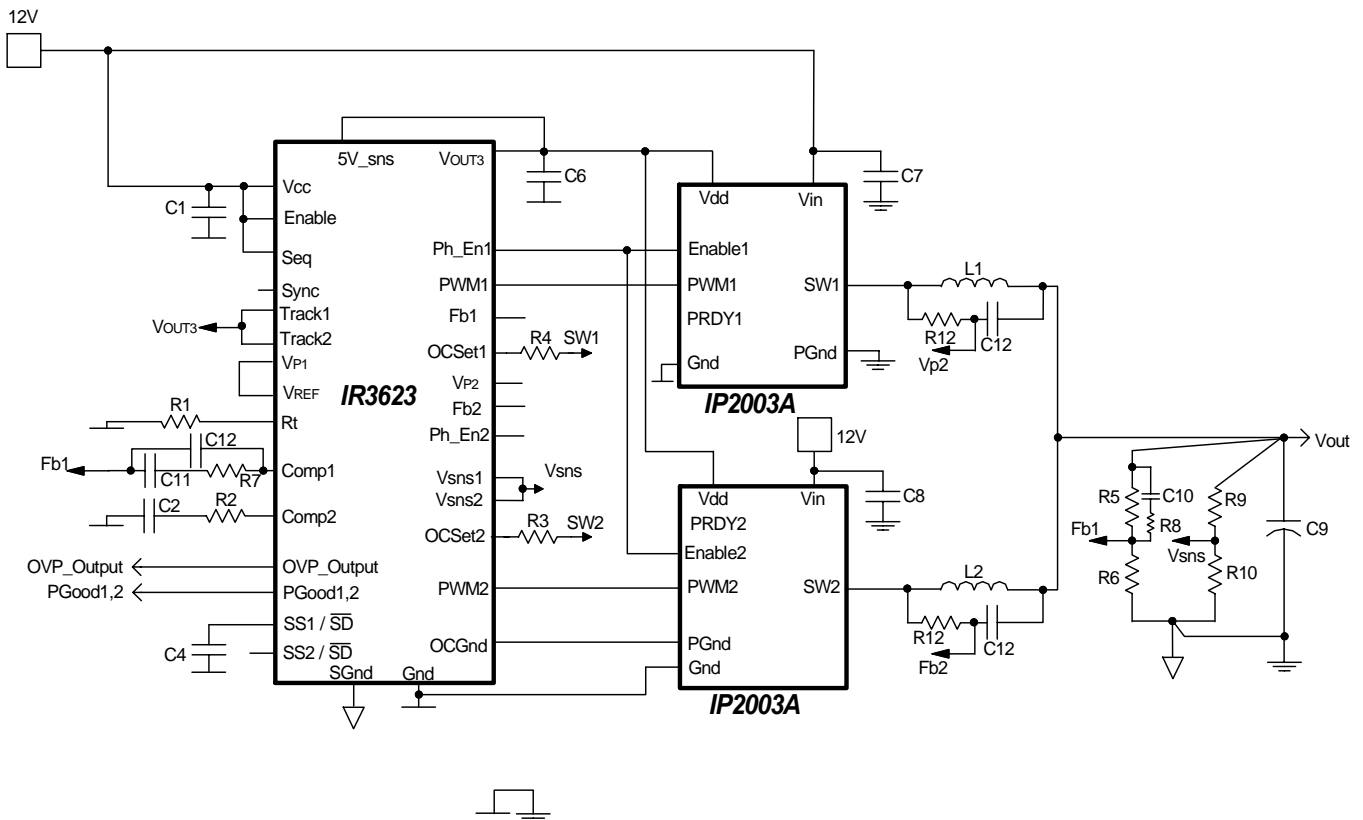 12V
5V_sns
VOUT3
C6
C7
Vcc
C1
Enable
Seq
Sync
Track1
VOUT3
Track2
VP1
VREF
IR3623
R1
Rt
C12
Fb1
C11
R7
Comp1
C2
R2
Comp2
OVP_Output
OVP_Output
PGood1,2
PGood1,2
SS1 / SD
C4
SS2 / SD
SGnd
Gnd
Ph_En1
PWM1
Fb1
OCSet1
R4
SW1
VP2
Fb2
Ph_En2
Vsns1
Vsns
Vsns2
OCSet2
R3
SW2
PWM2
OCGnd
Vdd
Vin
Enable1
PWM1
SW1
PRDY1
PGnd
Gnd
IP2003A
L1
R12
C12
Vp2
12V
C8
Vdd
Vin
PRDY2
Enable2
PWM2
SW2
PGnd
Gnd
IP2003A
L2
R12
C12
Fb2
Vout
R5
C10
R9
R8
C9
Fb1
Vsns
R6
R10